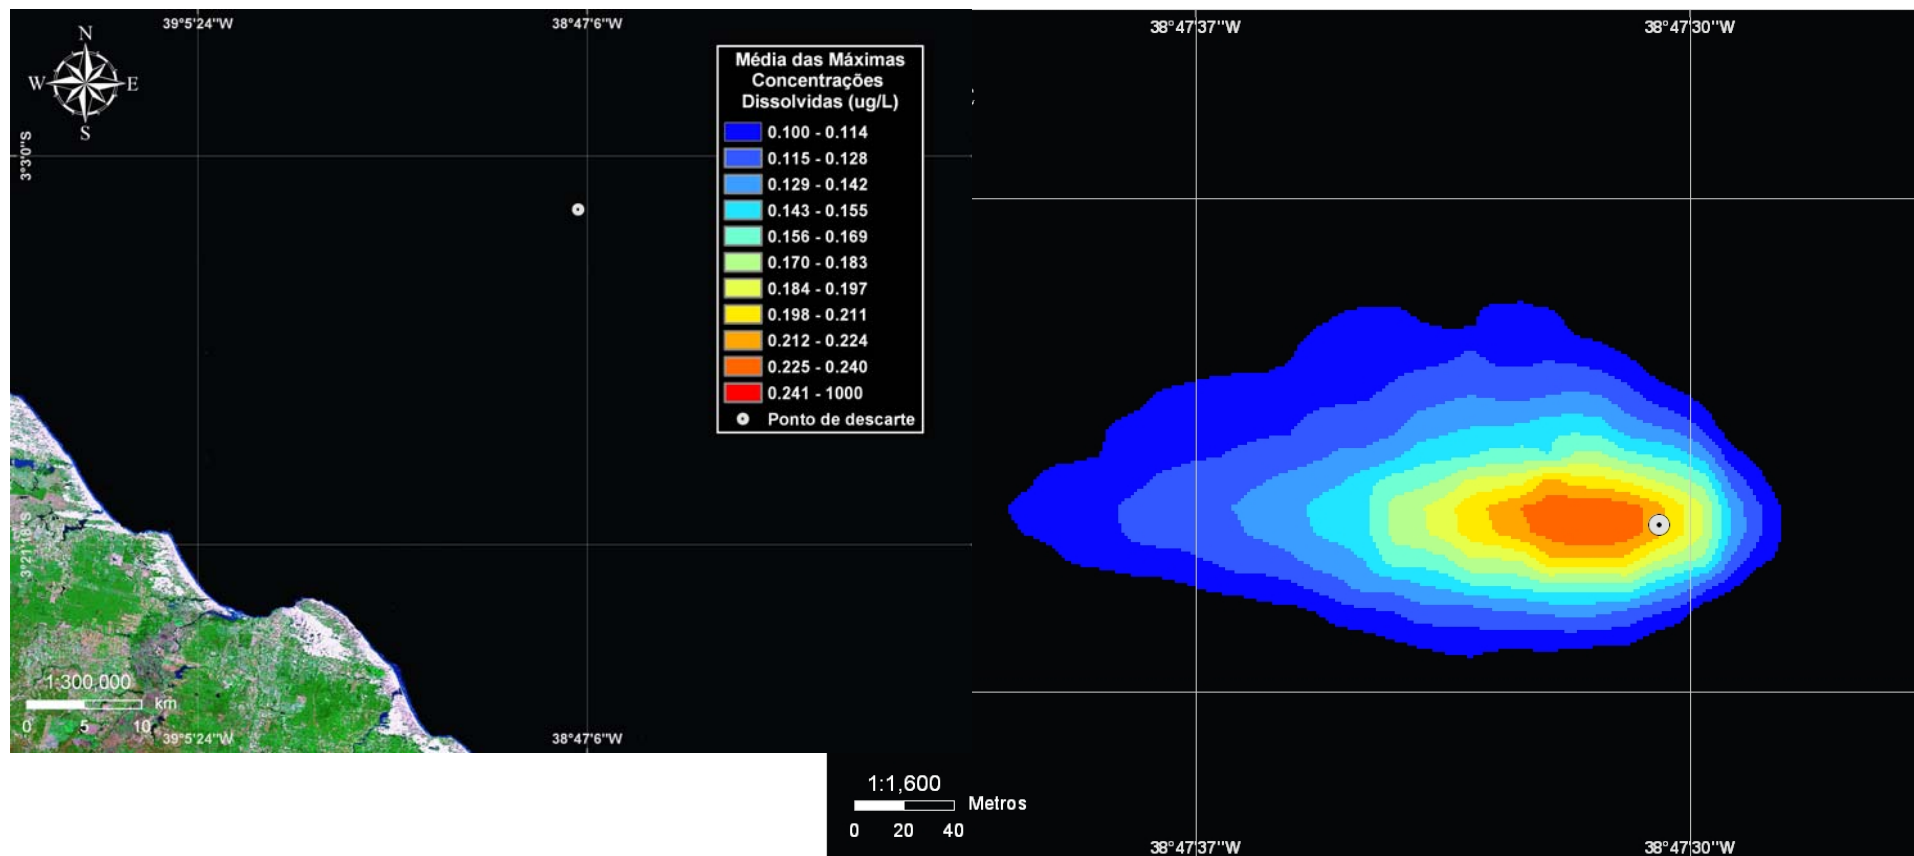 39°5'24"W
38°47'6"W
N
W
E
S
3°3'0"S
3°21'18"S
Média das Máximas
Concentrações
Dissolvidas (ug/L)
0.100 - 0.114
0.115 - 0.128
0.129 - 0.142
0.143 - 0.155
0.156 - 0.169
0.170 - 0.183
0.184 - 0.197
0.198 - 0.211
0.212 - 0.224
0.225 - 0.240
0.241 - 1000
Ponto de descarte
1:300,000
km
0 5 10
39°5'24"W
38°47'6"W
38°47'37"W
38°47'30"W
1:1,600
Metros
0 20 40
38°47'37"W
38°47'30"W